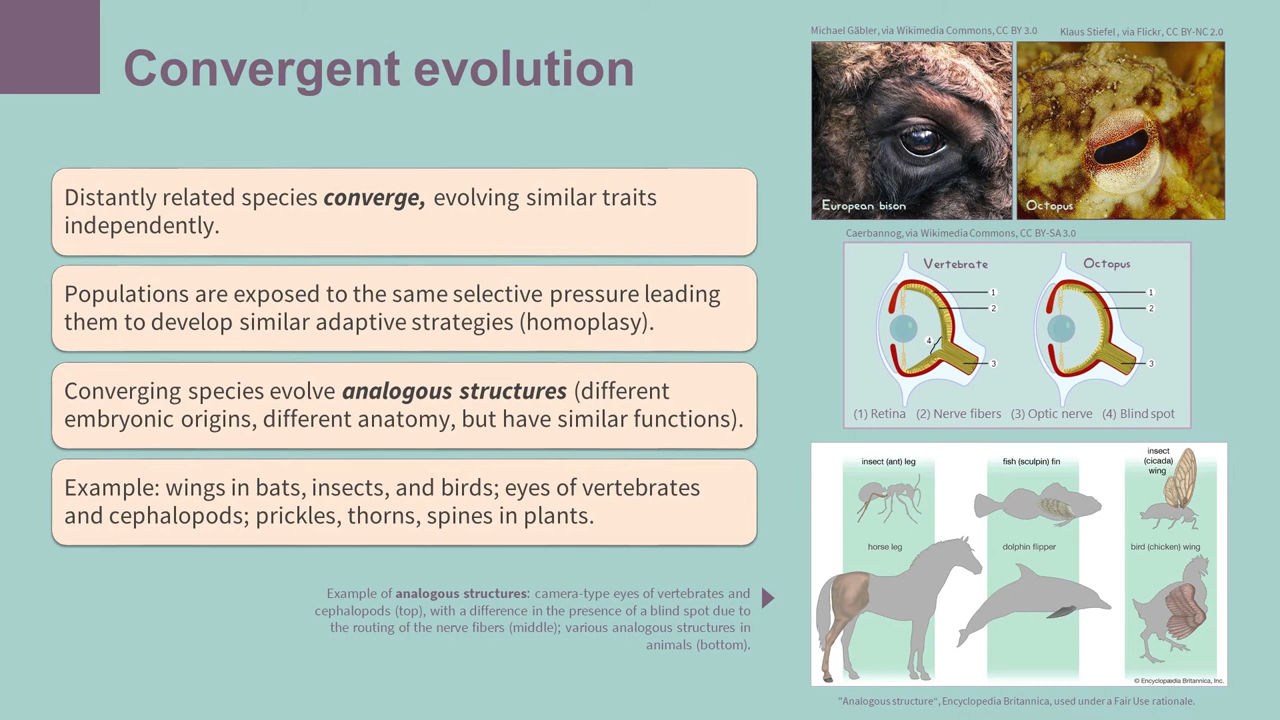 Convergent evolution
Distantly related species converge, evolving similar traits
independently.
Populations are exposed to the same selective pressure leading
them to develop similar adaptive strategies (homoplasy).
Converging species evolve analogous structures (different
embryonic origins, different anatomy, but have similar functions).
Example: wings in bats, insects, and birds; eyes of vertebrates
and cephalopods; prickles, thorns, spines in plants.
Example of analogous structures: camera-type eyes of vertebrates and
cephalopods (top), with a difference in the presence of a blind spot due to
the routing of the nerve fibers (middle); various analogous structures in
animals (bottom).
Michael Gäbler, via Wikimedia Commons, CC BY 3.0
Klaus Stiefel, via Flickr, CC BY-NC 2.0
European bison
Octopus
Caerbannog, via Wikimedia Commons, CC BY-SA 3.0
Vertebrate
Octopus
1
2
4
3
1
2
3
(1) Retina (2) Nerve fibers (3) Optic nerve (4) Blind spot
insect (ant) leg
fish (sculpin) fin
insect
(cicada)
wing
horse leg
dolphin flipper
bird (chicken) wing
© Encyclopædia Britannica, Inc.
"Analogous structure", Encyclopedia Britannica, used under a Fair Use rationale.